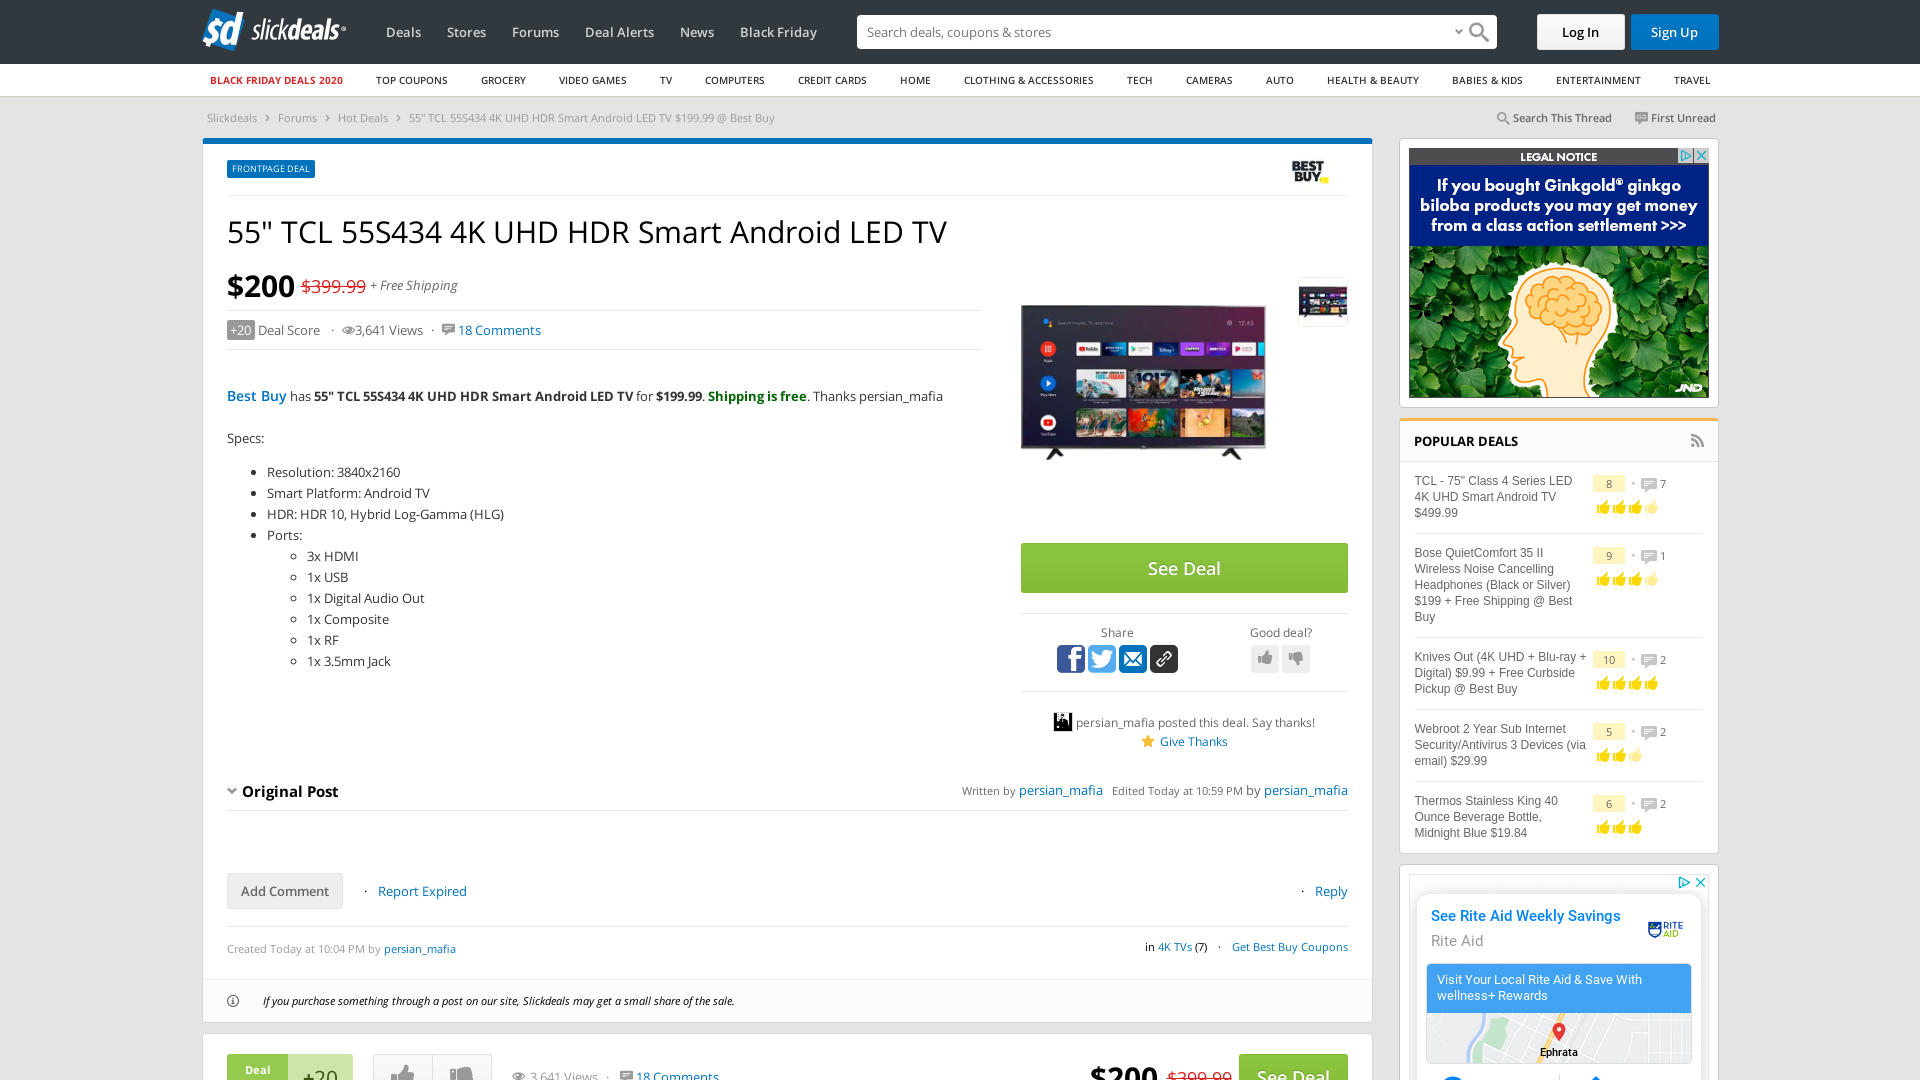 slickdeals
Deals
Stores
Forums
Deal Alerts
News
Black Friday
Search deals, coupons & stores
Log In
Sign Up
BLACK FRIDAY DEALS 2020
TOP COUPONS
GROCERY
VIDEO GAMES
TV
COMPUTERS
CREDIT CARDS
HOME
CLOTHING & ACCESSORIES
TECH
CAMERAS
AUTO
HEALTH & BEAUTY
BABIES & KIDS
ENTERTAINMENT
TRAVEL
Slickdeals > Forums > Hot Deals > 55" TCL 55S434 4K UHD HDR Smart Android LED TV $199.99 @ Best Buy
Search This Thread
First Unread
FRONTPAGE DEAL
BEST BUY
55" TCL 55S434 4K UHD HDR Smart Android LED TV
$200 $399.99 + Free Shipping
+20 Deal Score · 3,641 Views · 18 Comments
Best Buy has 55" TCL 55S434 4K UHD HDR Smart Android LED TV for $199.99. Shipping is free. Thanks persian_mafia
Specs:
• Resolution: 3840x2160
• Smart Platform: Android TV
• HDR: HDR 10, Hybrid Log-Gamma (HLG)
• Ports:
3x HDMI
1x USB
1x Digital Audio Out
1x Composite
1x RF
1x 3.5mm Jack
12:45
YouTube
See Deal
Share
Good deal?
persian_mafia posted this deal. Say thanks!
Give Thanks
Original Post
Written by persian_mafia Edited Today at 10:59 PM by persian_mafia
Add Comment · Report Expired
· Reply
Created Today at 10:04 PM by persian_mafia
in 4K TVs (7) · Get Best Buy Coupons
If you purchase something through a post on our site, Slickdeals may get a small share of the sale.
Deal
+20
3,641 Views · 18 Comments
$200 $399.99
See Deal
LEGAL NOTICE
If you bought Ginkgold® ginkgo
biloba products you may get money
from a class action settlement >>>
JND
POPULAR DEALS
TCL - 75" Class 4 Series LED
4K UHD Smart Android TV
$499.99
8 • 7
Bose QuietComfort 35 II
Wireless Noise Cancelling
Headphones (Black or Silver)
$199 + Free Shipping @ Best
Buy
9 • 1
Knives Out (4K UHD + Blu-ray +
Digital) $9.99 + Free Curbside
Pickup @ Best Buy
10 • 2
Webroot 2 Year Sub Internet
Security/Antivirus 3 Devices (via
email) $29.99
5 • 2
Thermos Stainless King 40
Ounce Beverage Bottle,
Midnight Blue $19.84
6 • 2
See Rite Aid Weekly Savings
Rite Aid
RITE AID
Visit Your Local Rite Aid & Save With
wellness+ Rewards
Ephrata